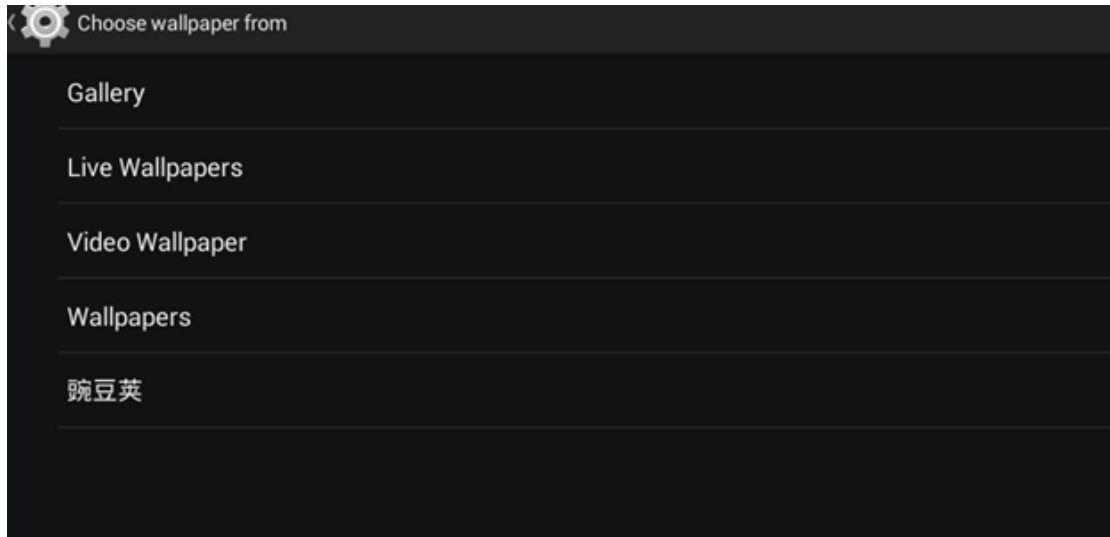 Choose wallpaper from
Gallery
Live Wallpapers
Video Wallpaper
Wallpapers
豌豆荚